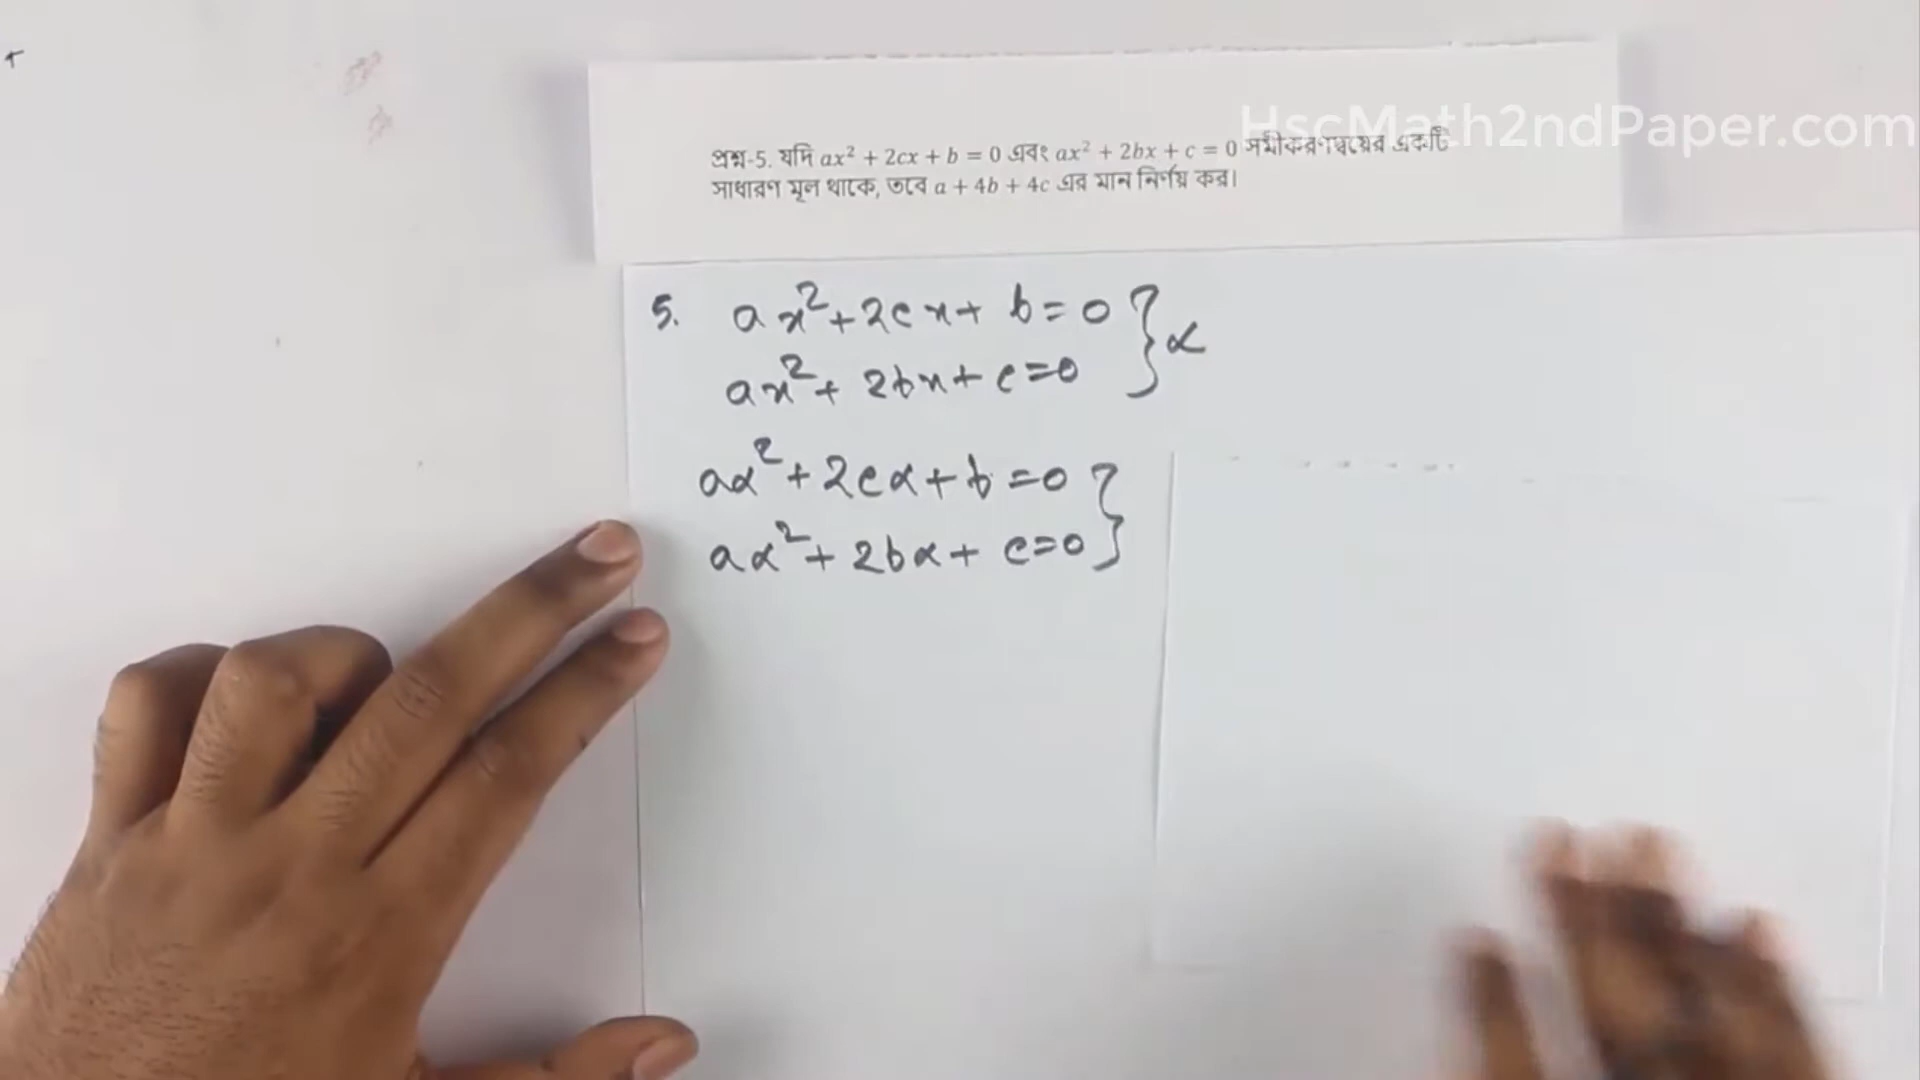 HscMath2ndPaper.com
প্রশ্ন-5. যদি ax² + 2cx + b = 0 এবং ax² + 2bx + c = 0 সমীকরণদ্বয়ের একটি
সাধারণ মূল থাকে, তবে a + 4b + 4c এর মান নির্ণয় কর।
5. ax² + 2cx + b = 0 } α
ax² + 2bx + c = 0
aα² + 2cα + b = 0 }
aα² + 2bα + c = 0